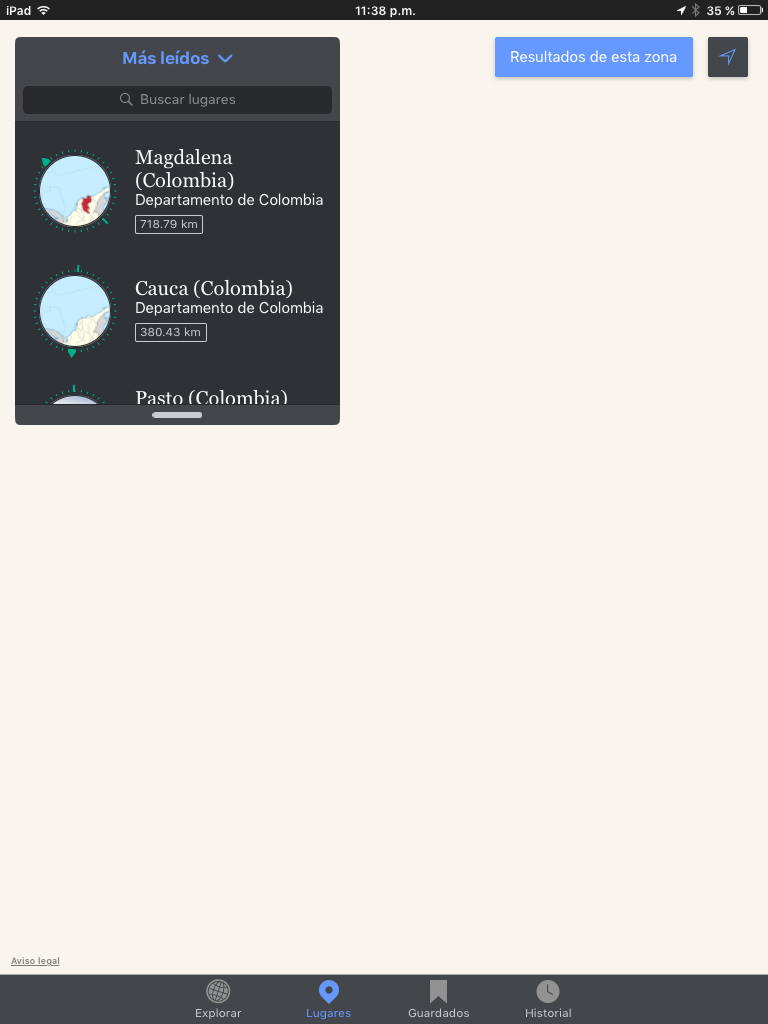 iPad
11:38 p.m.
35 %
Más leídos
Resultados de esta zona
Buscar lugares
Magdalena
(Colombia)
Departamento de Colombia
718.79 km
Cauca (Colombia)
Departamento de Colombia
380.43 km
Pasto (Colombia)
Aviso legal
Explorar
Lugares
Guardados
Historial